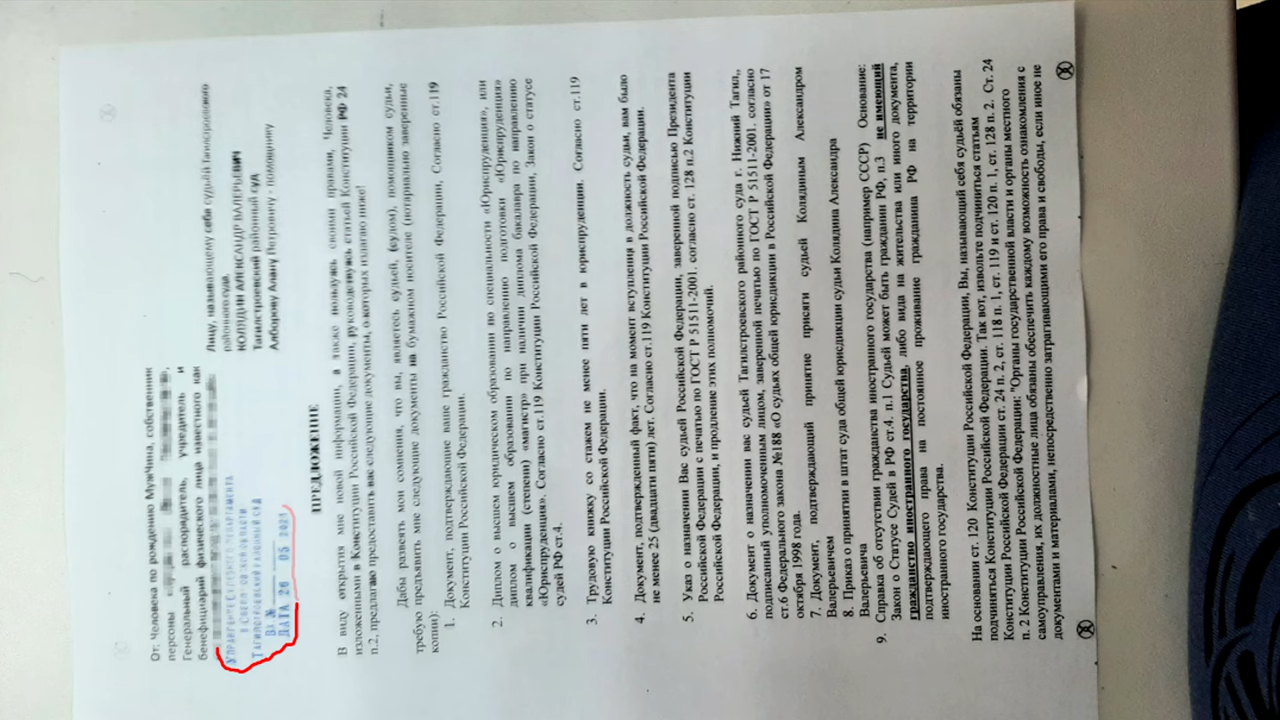 От: Человека по рождению МужЧина, собственник
персоны
Генеральный распорядитель, учредитель и
бенефициарий физического лица известного как
УПРАВЛЕНИЕ СУДЕБНОГО ДЕПАРТАМЕНТА
В СВЕРДЛОВСКОЙ ОБЛАСТИ
ТАГИЛСТРОЕВСКИЙ РАЙОННЫЙ СУД
Вх №
ДАТА 26 05 2021
Лицу, называющему себя судьёй Тагилстроевского
районного суда.
АЛЕКСАНДР ВАЛЕРЬЕВИЧ
Тагилстроевский районный суд
Алборову Алану Петровичу - помощнику
ПРЕДЛОЖЕНИЕ
В виду открытия мне новой информации, а также пользуясь своими правами, Человека,
изложенными в Конституции Российской Федерации, руководствуясь статьей Конституции РФ 24
п.2, предлагаю предоставить вас следующие документы, о которых излагаю ниже!
Дабы развеять мои сомнения, что вы, являетесь судьей, (судом), помощником судьи,
требую предъявить мне следующие документы на бумажном носителе (нотариально заверенные
копии):
1. Документ, подтверждающие ваше гражданство Российской Федерации, Согласно ст.119
Конституции Российской Федерации.
2. Диплом о высшем юридическом образовании по специальности «Юриспруденция», или
диплом о высшем образовании по направлению подготовки «Юриспруденция»
квалификации (степени) «магистр» при наличии диплома бакалавра по направлению
«Юриспруденция». Согласно ст.119 Конституции Российской Федерации, Закон о статусе
судей РФ ст.4.
3. Трудовую книжку со стажем не менее пяти лет в юриспруденции. Согласно ст.119
Конституции Российской Федерации.
4. Документ, подтвержденный факт, что на момент вступления в должность судьи, вам было
не менее 25 (двадцати пяти) лет. Согласно ст.119 Конституции Российской Федерации.
5. Указ о назначении Вас судьей Российской Федерации, заверенной подписью Президента
Российской Федерации с печатью по ГОСТ Р 51511-2001. согласно ст. 128 п.2 Конституции
Российской Федерации, и продление этих полномочий.
6. Документ о назначении вас судьей Тагилстроевского районного суда г. Нижний Тагил,,
подписанный уполномоченным лицом, заверенной печатью по ГОСТ Р 51511-2001. согласно
ст.6 Федерального закона №188 «О судьях общей юрисдикции в Российской Федерации» от 17
октября 1998 года.
7. Документ, подтверждающий принятие присяги судьей Колядиным Александром
Валерьевичем
8. Приказ о принятии в штат суда общей юрисдикции судьи Колядина Александра
Валерьевича
9. Справка об отсутствии гражданства иностранного государства (например СССР) Основание:
Закон о Статусе Судей в РФ ст.4. п.1 Судьей может быть гражданин РФ, п.3 не имеющий
гражданство иностранного государства, либо вида на жительства или иного документа,
подтверждающего права на постоянное проживание гражданина РФ на территории
иностранного государства.
На основании ст. 120 Конституции Российской Федерации, Вы, называющий себя судьёй обязаны
подчиняться Конституции Российской Федерации. Так вот, извольте подчиниться статьям
Конституции Российской Федерации ст. 24 п. 2, ст. 118 п. 1, ст. 119 и ст. 120 п. 1, ст. 128 п. 2. Ст. 24
п. 2 Конституции Российской Федерации: "Органы государственной власти и органы местного
самоуправления, их должностные лица обязаны обеспечить каждому возможность ознакомления с
документами и материалами, непосредственно затрагивающими его права и свободы, если иное не